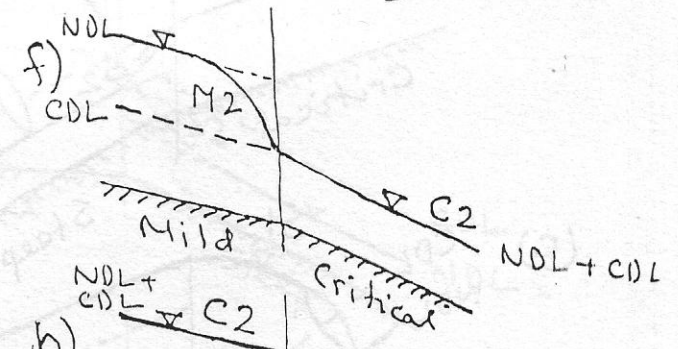 NDL
f)
M2
CDL
C2
Mild
NDL + CDL
Critical
NDL +
CDL
C2
h)